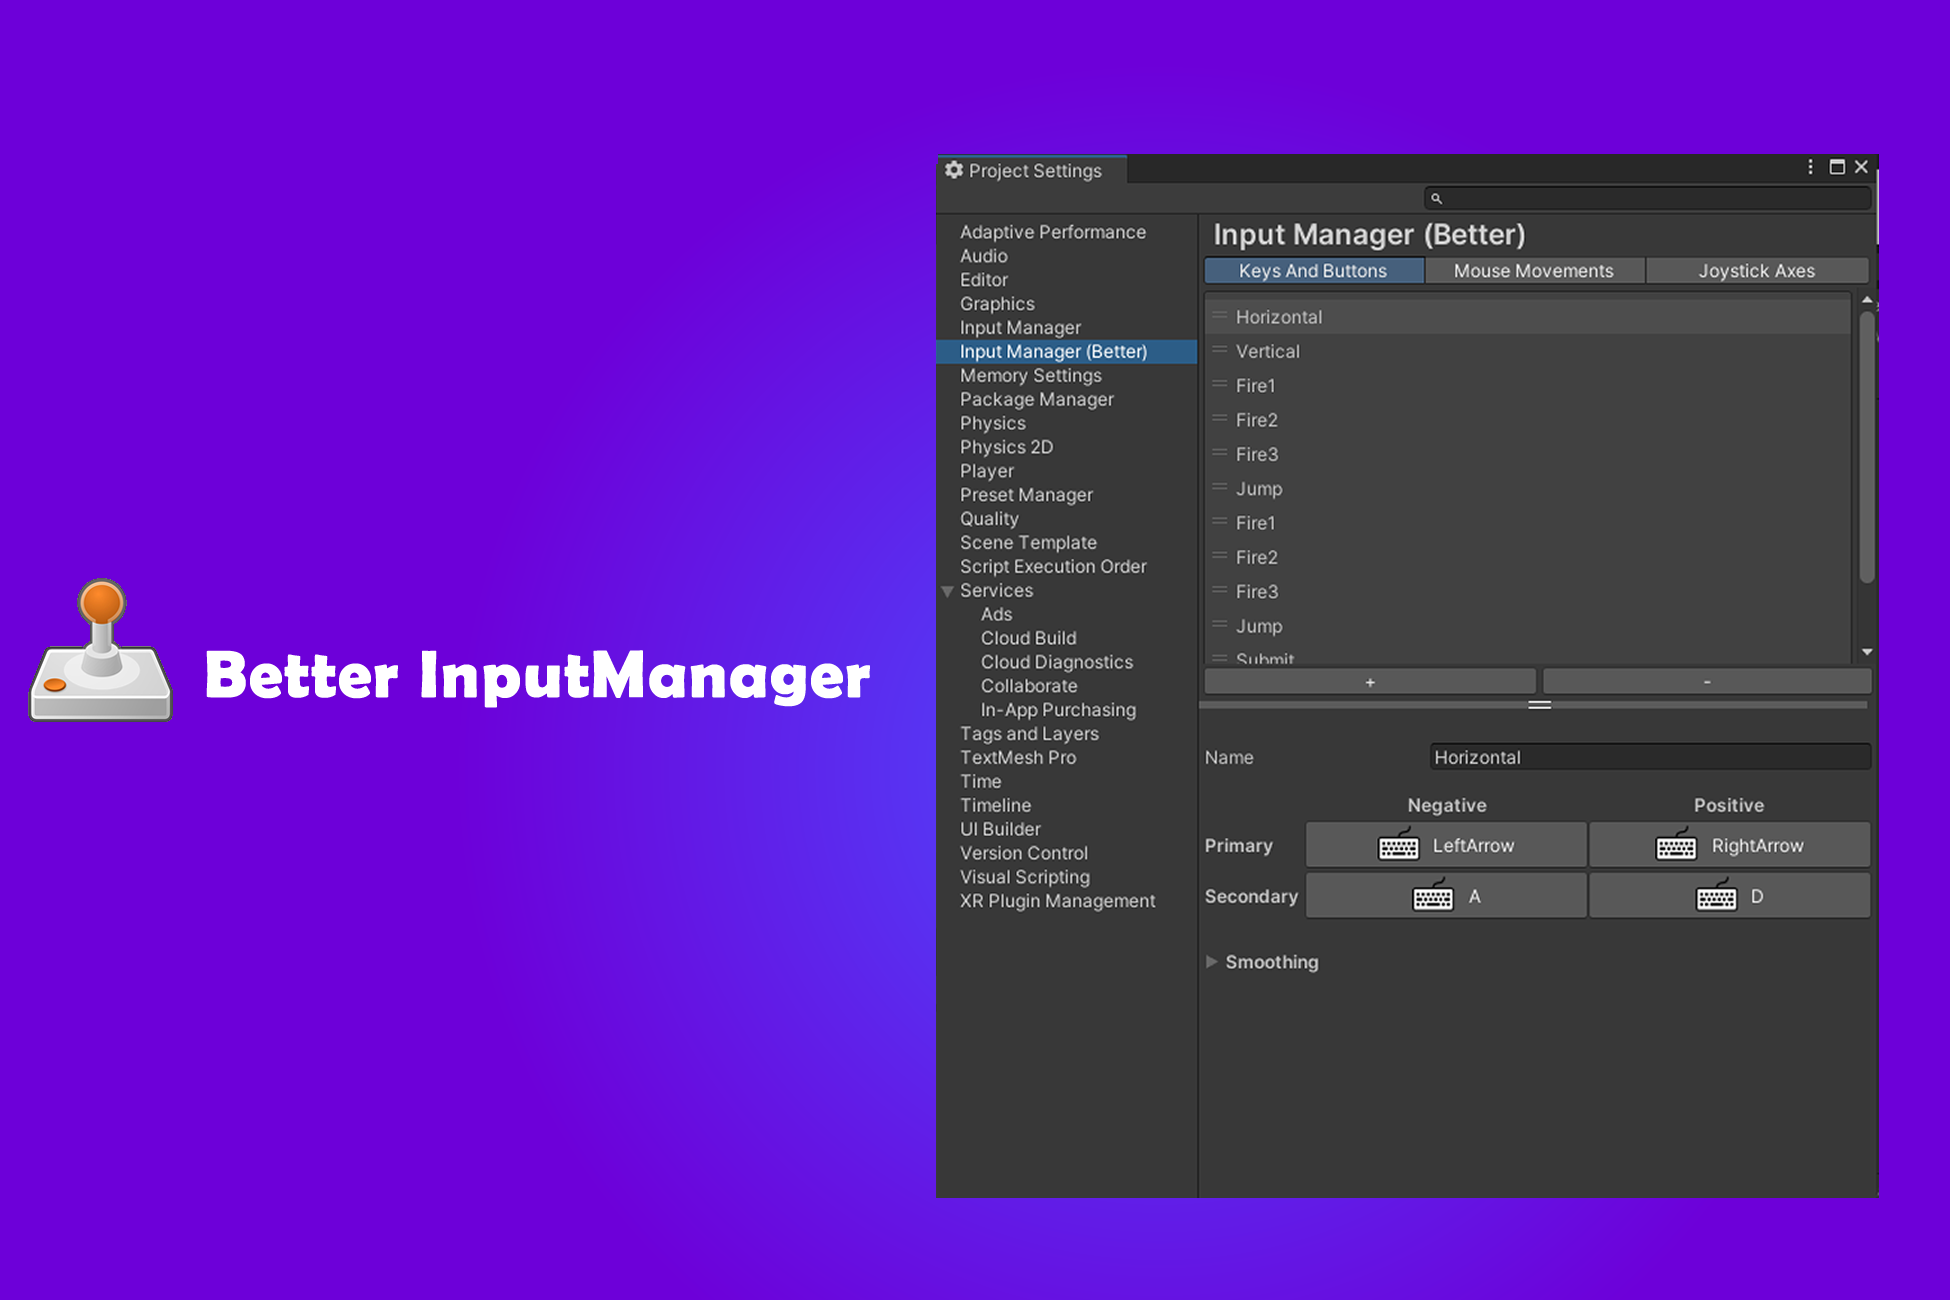 Better InputManager
Project Settings
Adaptive Performance
Audio
Editor
Graphics
Input Manager
Input Manager (Better)
Memory Settings
Package Manager
Physics
Physics 2D
Player
Preset Manager
Quality
Scene Template
Script Execution Order
Services
Ads
Cloud Build
Cloud Diagnostics
Collaborate
In-App Purchasing
Tags and Layers
TextMesh Pro
Time
Timeline
UI Builder
Version Control
Visual Scripting
XR Plugin Management
Input Manager (Better)
Keys And Buttons Mouse Movements Joystick Axes
Horizontal
Vertical
Fire1
Fire2
Fire3
Jump
Fire1
Fire2
Fire3
Jump
Submit
+ -
Name Horizontal
Negative Positive
Primary LeftArrow RightArrow
Secondary A D
Smoothing